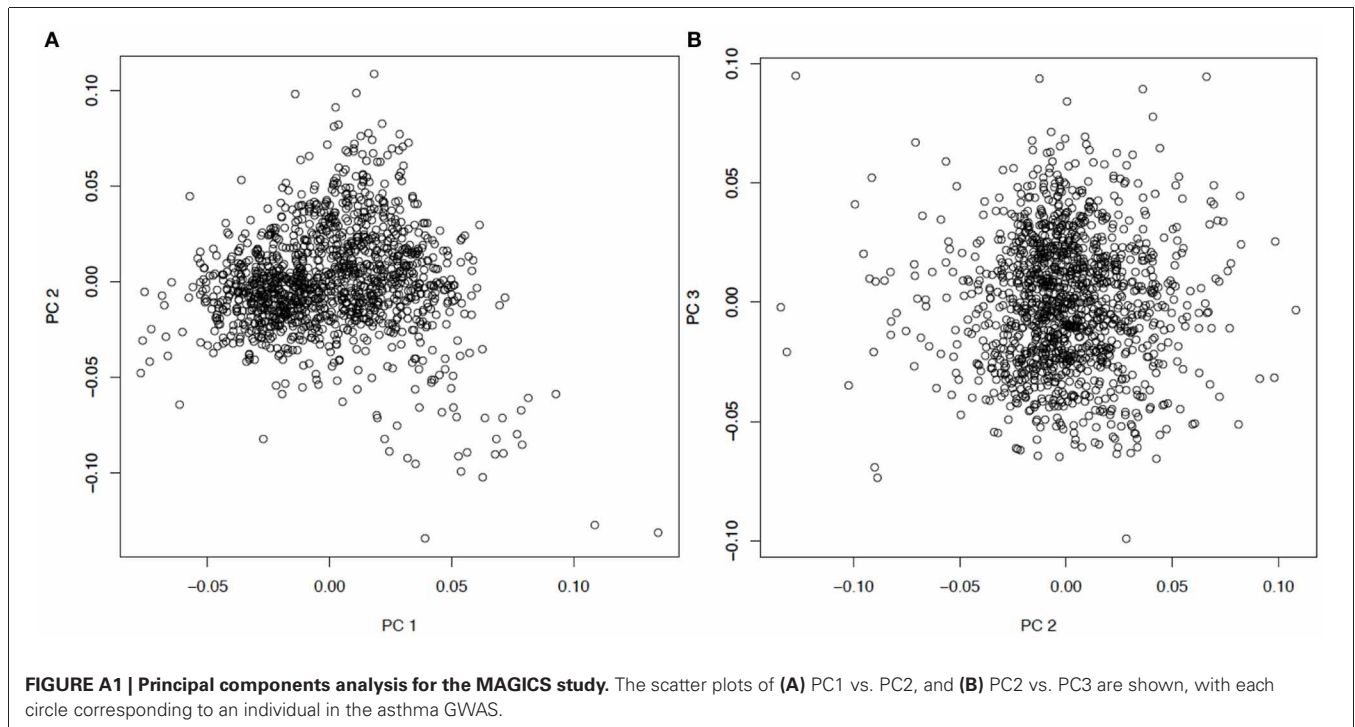 A
B
0.10
0.05
0.00
−0.05
−0.10
PC 2
−0.05
0.00
0.05
0.10
PC 1
0.10
0.05
0.00
−0.05
−0.10
PC 3
−0.10
−0.05
0.00
0.05
0.10
PC 2
FIGURE A1 | Principal components analysis for the MAGICS study. The scatter plots of (A) PC1 vs. PC2, and (B) PC2 vs. PC3 are shown, with each
circle corresponding to an individual in the asthma GWAS.